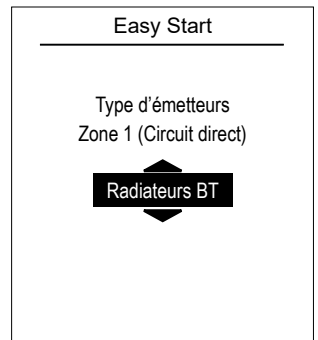 Easy Start
Type d'émetteurs
Zone 1 (Circuit direct)
Radiateurs BT